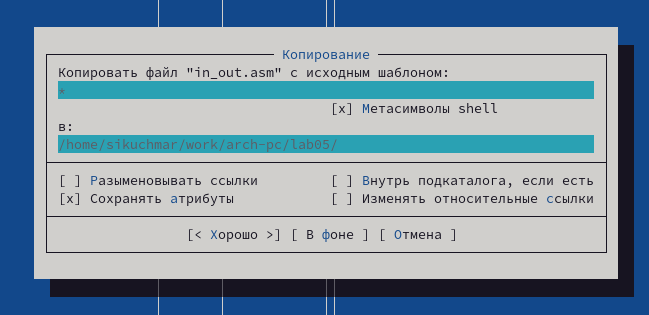 Копирование
Копировать файл "in_out.asm" с исходным шаблоном:
*
[x] Метасимволы shell
в:
/home/sikuchmar/work/arch-pc/lab05/
[ ] Разыменовывать ссылки [ ] Внутрь подкаталога, если есть
[x] Сохранять атрибуты [ ] Изменять относительные ссылки
[< Хорошо >] [ В фоне ] [ Отмена ]